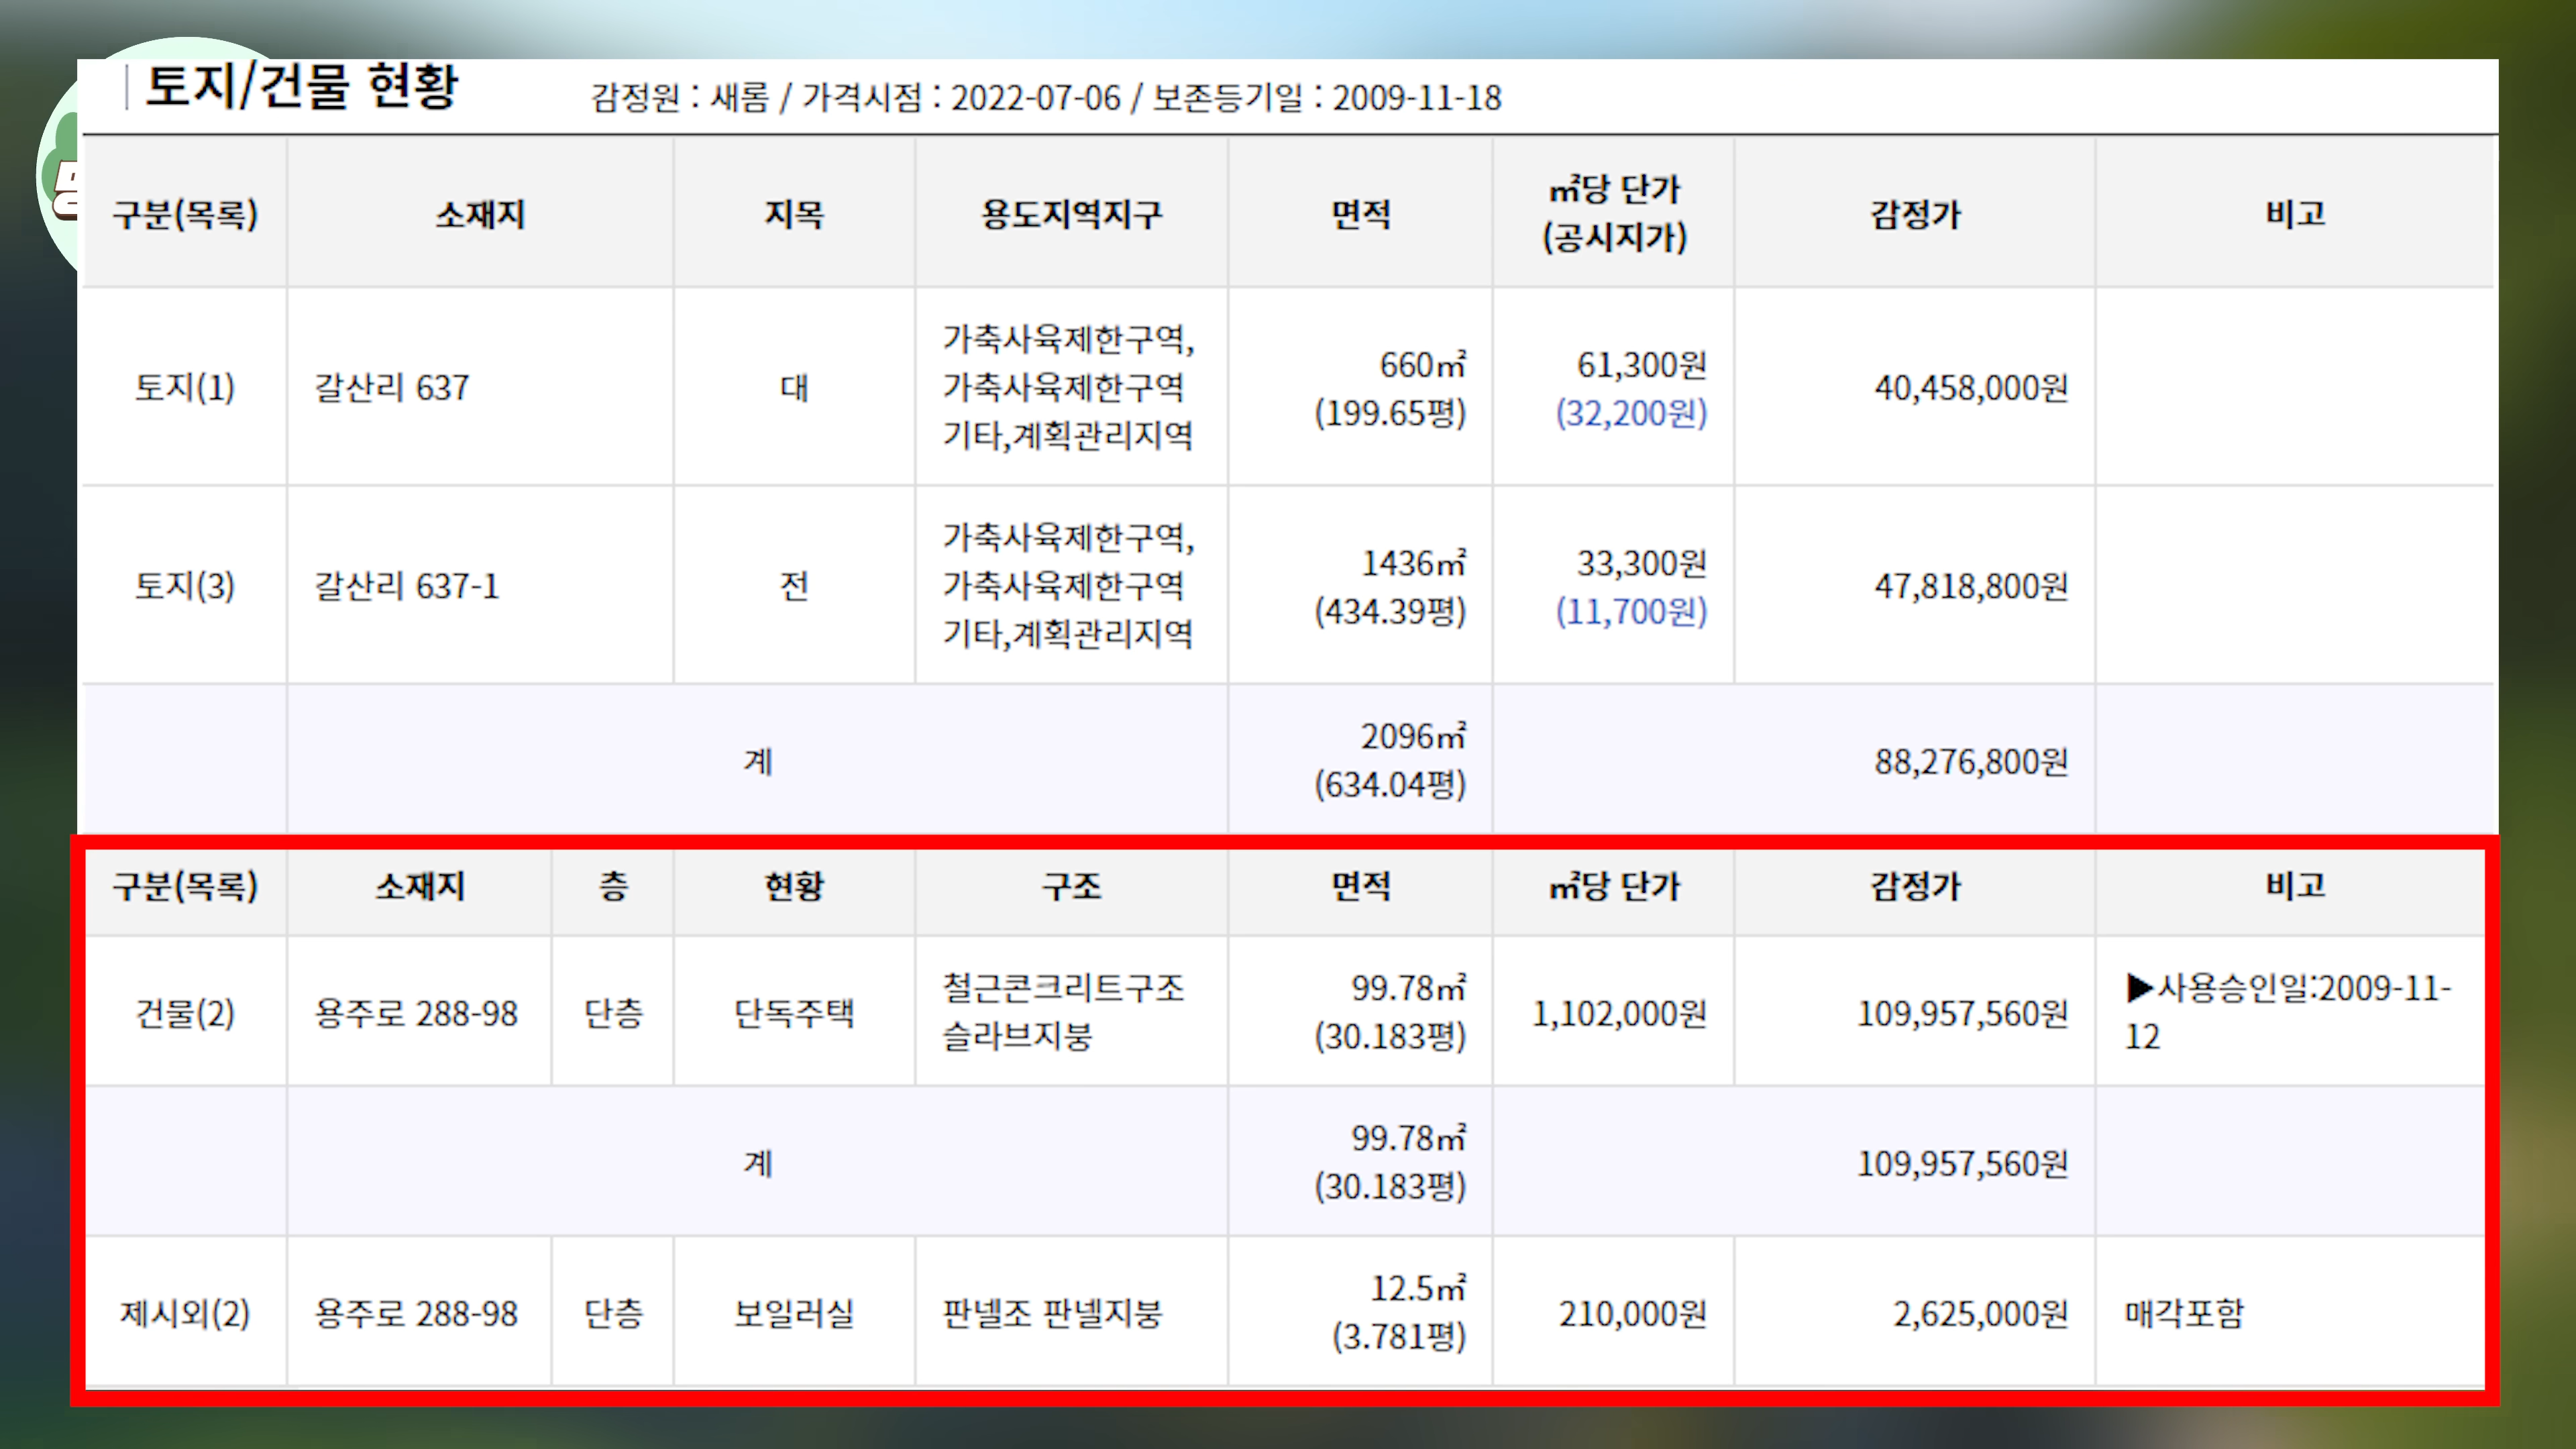 토지/건물 현황
감정원 : 새롬 / 가격시점 : 2022-07-06 / 보존등기일 : 2009-11-18
구분(목록) 소재지 지목 용도지역지구 면적 ㎡당 단가 (공시지가) 감정가 비고
토지(1) 갈산리 637 대 가축사육제한구역, 가축사육제한구역 기타,계획관리지역 660㎡ (199.65평) 61,300원 (32,200원) 40,458,000원
토지(3) 갈산리 637-1 전 가축사육제한구역, 가축사육제한구역 기타,계획관리지역 1436㎡ (434.39평) 33,300원 (11,700원) 47,818,800원
계 2096㎡ (634.04평) 88,276,800원
구분(목록) 소재지 층 현황 구조 면적 ㎡당 단가 감정가 비고
건물(2) 용주로 288-98 단층 단독주택 철근콘크리트구조 슬라브지붕 99.78㎡ (30.183평) 1,102,000원 109,957,560원 ▶사용승인일:2009-11-12
계 99.78㎡ (30.183평) 109,957,560원
제시외(2) 용주로 288-98 단층 보일러실 판넬조 판넬지붕 12.5㎡ (3.781평) 210,000원 2,625,000원 매각포함